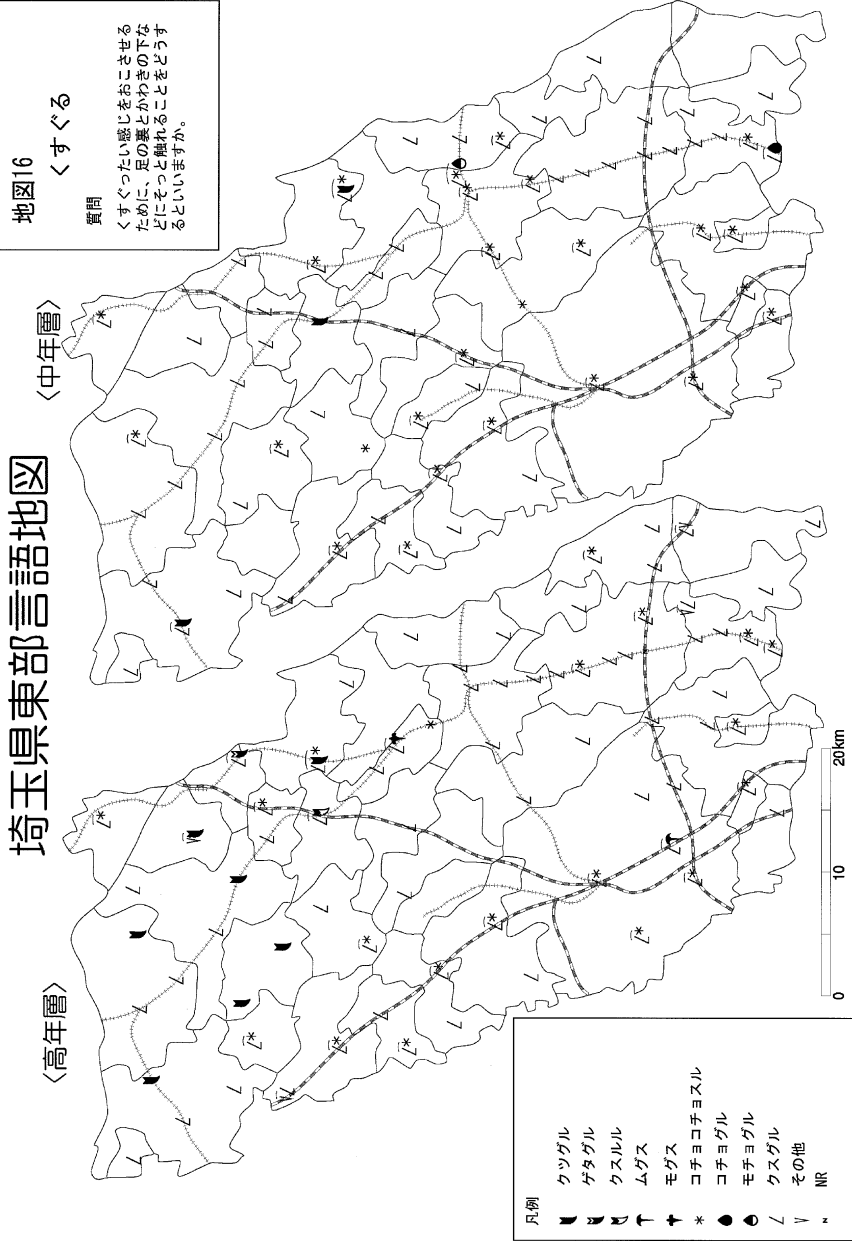 埼玉県東部言語地図
地図16
くすぐる
質問
くすぐったい感じをおこさせる
ために、足の裏とかわきの下な
どにそっと触れることをどうす
るといいますか。
〈高年層〉
〈中年層〉
凡例
クツグル
ゲタグル
クスルル
ムグス
モグス
コチョコチョスル
コチョグル
モチョグル
クスグル
その他
N NR
0 10 20km